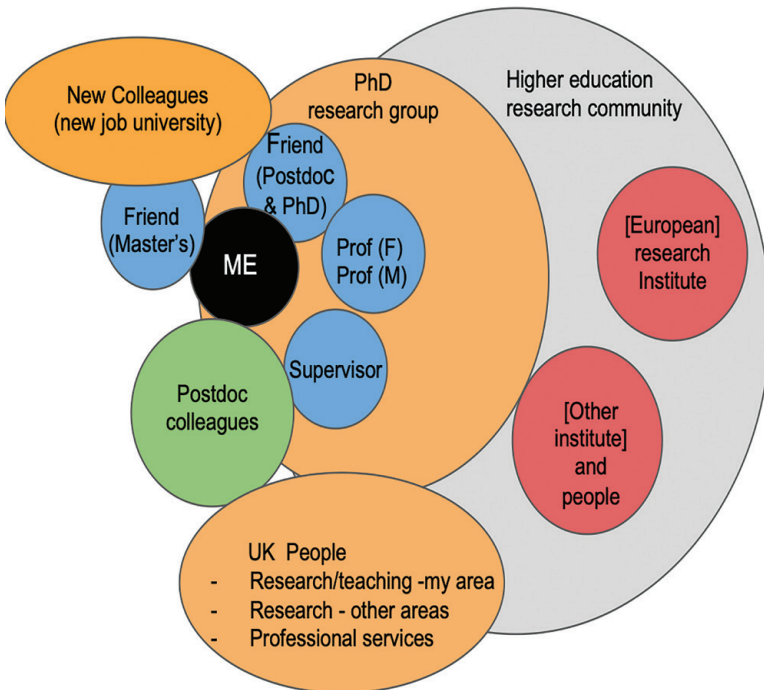 New Colleagues
(new job university)
PhD
research group
Higher education
research community
Friend
(Postdoc
& PhD)
Friend
(Master's)
ME
Prof (F)
Prof (M)
[European]
research
Institute
Supervisor
Postdoc
colleagues
[Other
institute]
and
people
UK People
- Research/teaching -my area
- Research - other areas
- Professional services